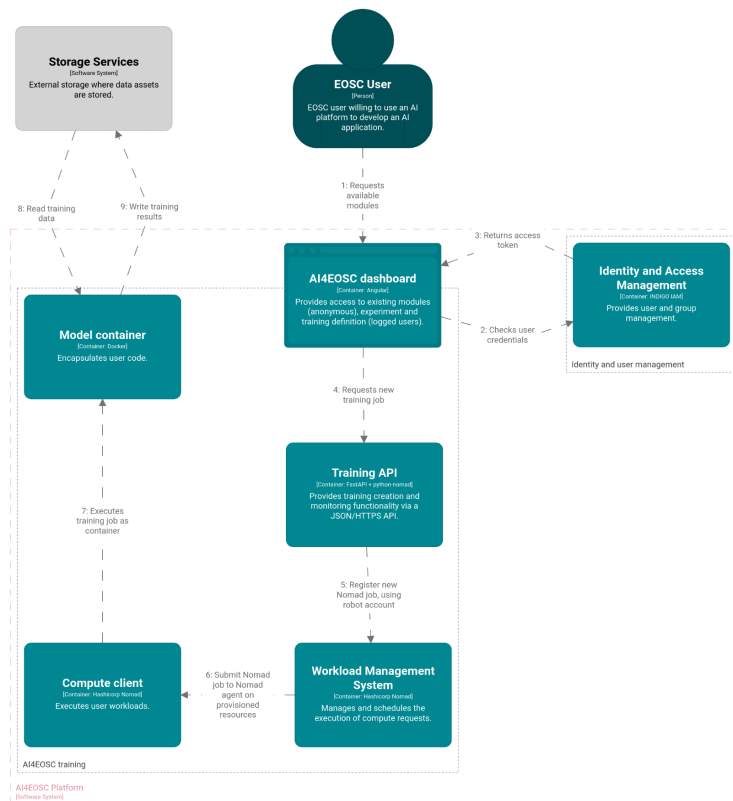 Storage Services
[Software System]
External storage where data assets
are stored.
EOSC User
[Person]
EOSC user willing to use an AI
platform to develop an AI
application.
1: Requests
available
modules
8: Read training
data
9: Write training
results
3: Returns access
token
AI4EOSC dashboard
[Container: Angular]
Provides access to existing modules
(anonymous), experiment and
training definition (logged users).
Identity and Access
Management
[Container: INDIGO IAM]
Provides user and group
management.
2: Checks user
credentials
Identity and user management
Model container
[Container: Docker]
Encapsulates user code.
4: Requests new
training job
Training API
[Container: FastAPI + python-nomad]
Provides training creation and
monitoring functionality via a
JSON/HTTPS API.
7: Executes
training job as
container
5: Register new
Nomad job, using
robot account
Compute client
[Container: Hashicorp Nomad]
Executes user workloads.
6: Submit Nomad
job to Nomad
agent on
provisioned
resources
Workload Management
System
[Container: Hashicorp Nomad]
Manages and schedules the
execution of compute requests.
AI4EOSC training
AI4EOSC Platform
[Software System]